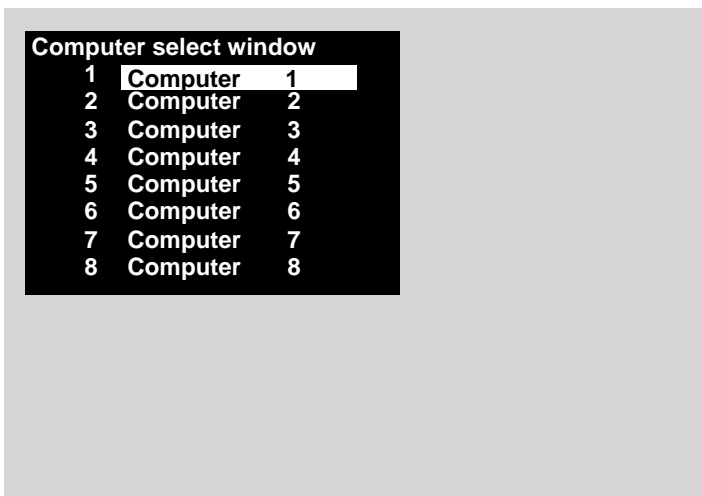 Computer select window
1 Computer 1
2 Computer 2
3 Computer 3
4 Computer 4
5 Computer 5
6 Computer 6
7 Computer 7
8 Computer 8